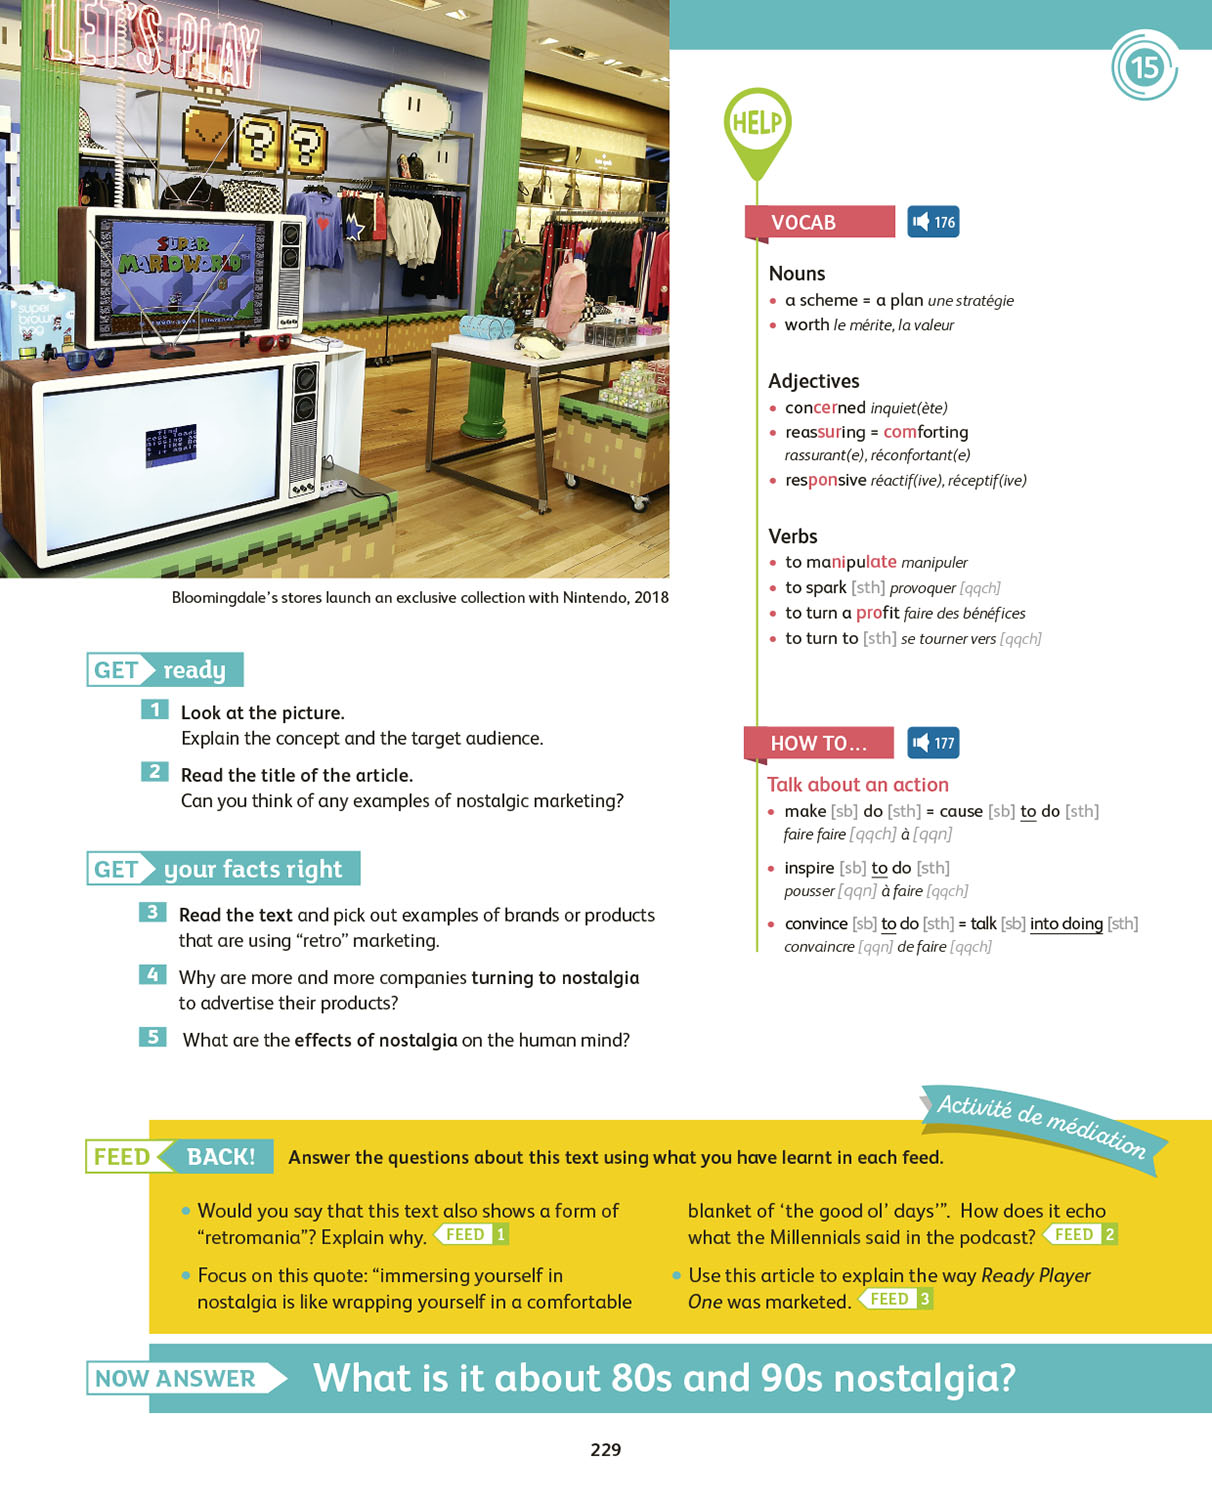 LET'S PLAY
SUPER
MARIO WORLD
super
brown
Bloomingdale's stores launch an exclusive collection with Nintendo, 2018
15
HELP
VOCAB
176
Nouns
• a scheme = a plan une stratégie
• worth le mérite, la valeur
Adjectives
• concerned inquiet(ète)
• reassuring = comforting
rassurant(e), réconfortant(e)
• responsive réactif(ive), réceptif(ive)
Verbs
• to manipulate manipuler
• to spark [sth] provoquer [qqch]
• to turn a profit faire des bénéfices
• to turn to [sth] se tourner vers [qqch]
HOW TO...
177
Talk about an action
• make [sb] do [sth] = cause [sb] to do [sth]
faire faire [qqch] à [qqn]
• inspire [sb] to do [sth]
pousser [qqn] à faire [qqch]
• convince [sb] to do [sth] = talk [sb] into doing [sth]
convaincre [qqn] de faire [qqch]
GET ready
1 Look at the picture.
Explain the concept and the target audience.
2 Read the title of the article.
Can you think of any examples of nostalgic marketing?
GET your facts right
3 Read the text and pick out examples of brands or products
that are using “retro” marketing.
4 Why are more and more companies turning to nostalgia
to advertise their products?
5 What are the effects of nostalgia on the human mind?
Activité de médiation
FEED BACK! Answer the questions about this text using what you have learnt in each feed.
• Would you say that this text also shows a form of
“retromania”? Explain why. FEED 1
• Focus on this quote: “immersing yourself in
nostalgia is like wrapping yourself in a comfortable
blanket of ‘the good ol’ days’”. How does it echo
what the Millennials said in the podcast? FEED 2
• Use this article to explain the way Ready Player
One was marketed. FEED 3
NOW ANSWER What is it about 80s and 90s nostalgia?
229